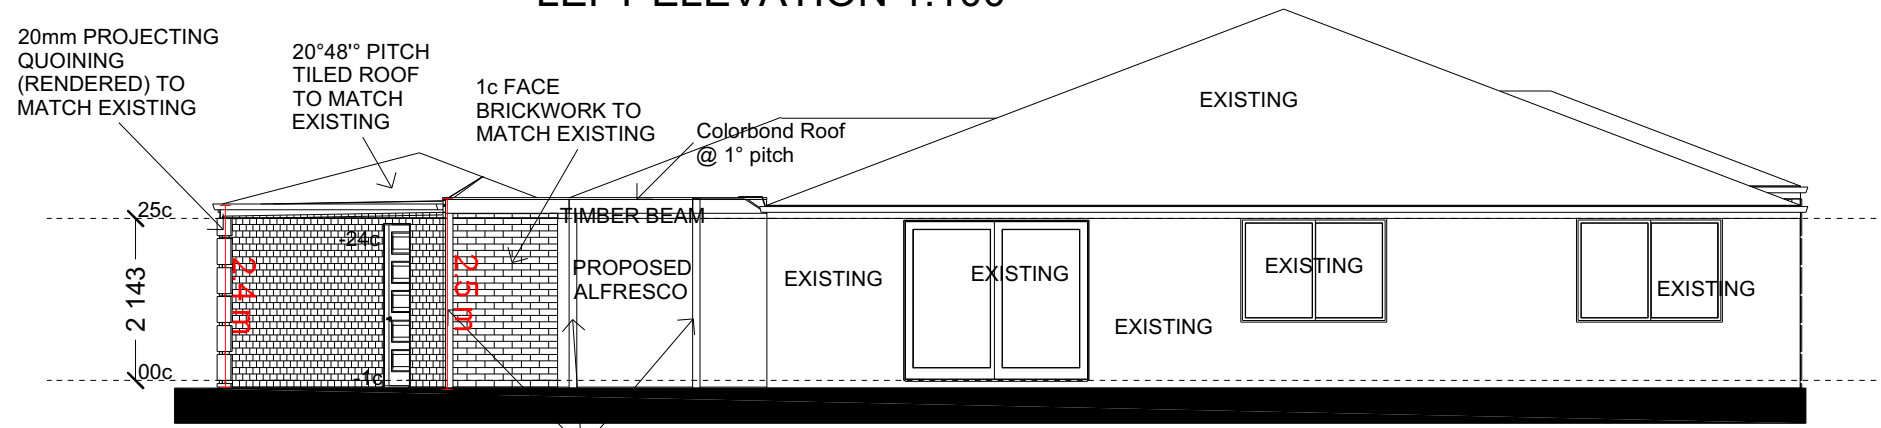 LEFT ELEVATION 1:100
20mm PROJECTING
QUOINING
(RENDERED) TO
MATCH EXISTING
20°48'° PITCH
TILED ROOF
TO MATCH
EXISTING
1c FACE
BRICKWORK TO
MATCH EXISTING
Colorbond Roof
@ 1° pitch
EXISTING
25c
2 143
00c
2.4 m
-24c
-1c
2.5 m
TIMBER BEAM
PROPOSED
ALFRESCO
EXISTING
EXISTING
EXISTING
EXISTING
EXISTING